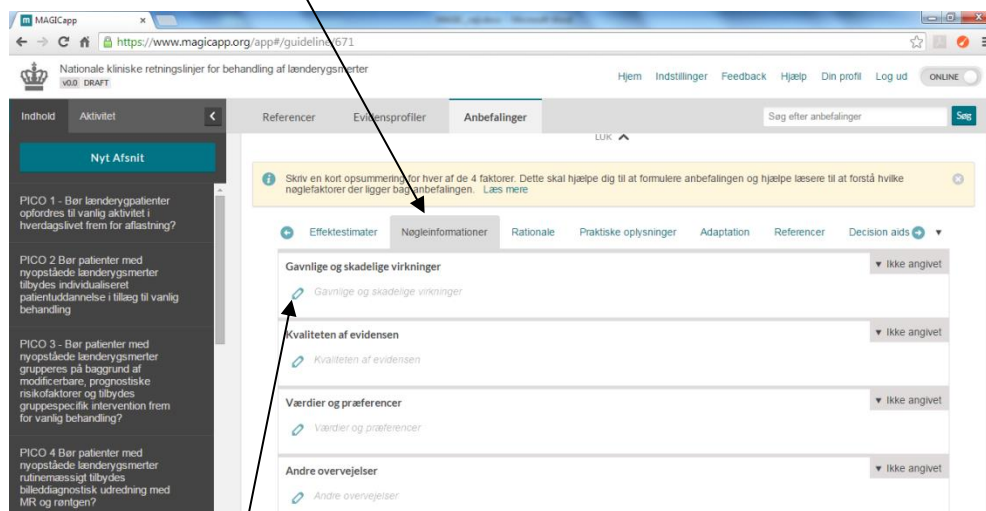 MAGICapp
https://www.magicapp.org/app#/guideline/671
Nationale kliniske retningslinjer for behandling af lænderygsmerter
v0.0 DRAFT
Hjem Indstillinger Feedback Hjælp Din profil Log ud ONLINE
Indhold Aktivitet
Referencer Evidensprofiler Anbefalinger
Søg efter anbefalinger Søg
Nyt Afsnit
LUK
Skriv en kort opsummering for hver af de 4 faktorer. Dette skal hjælpe dig til at formulere anbefalingen og hjælpe læsere til at forstå hvilke
nøglefaktorer der ligger bag anbefalingen. Læs mere
Effektestimater Nøgleinformationer Rationale Praktiske oplysninger Adaptation Referencer Decision aids
PICO 1 - Bør lænderygpatienter
opfordres til vanlig aktivitet i
hverdagslivet frem for aflastning?
PICO 2 Bør patienter med
nyopståede lænderygsmerter
tilbydes individualiseret
patientuddannelse i tillæg til vanlig
behandling
PICO 3 - Bør patienter med
nyopståede lænderygsmerter
grupperes på baggrund af
modificerbare, prognostiske
risikofaktorer og tilbydes
gruppespecifik intervention frem
for vanlig behandling?
PICO 4 Bør patienter med
nyopståede lænderygsmerter
rutinemæssigt tilbydes
billeddiagnostisk udredning med
MR og røntgen?
Gavnlige og skadelige virkninger
Ikke angivet
Gavnlige og skadelige virkninger
Kvaliteten af evidensen
Ikke angivet
Kvaliteten af evidensen
Værdier og præferencer
Ikke angivet
Værdier og præferencer
Andre overvejelser
Ikke angivet
Andre overvejelser